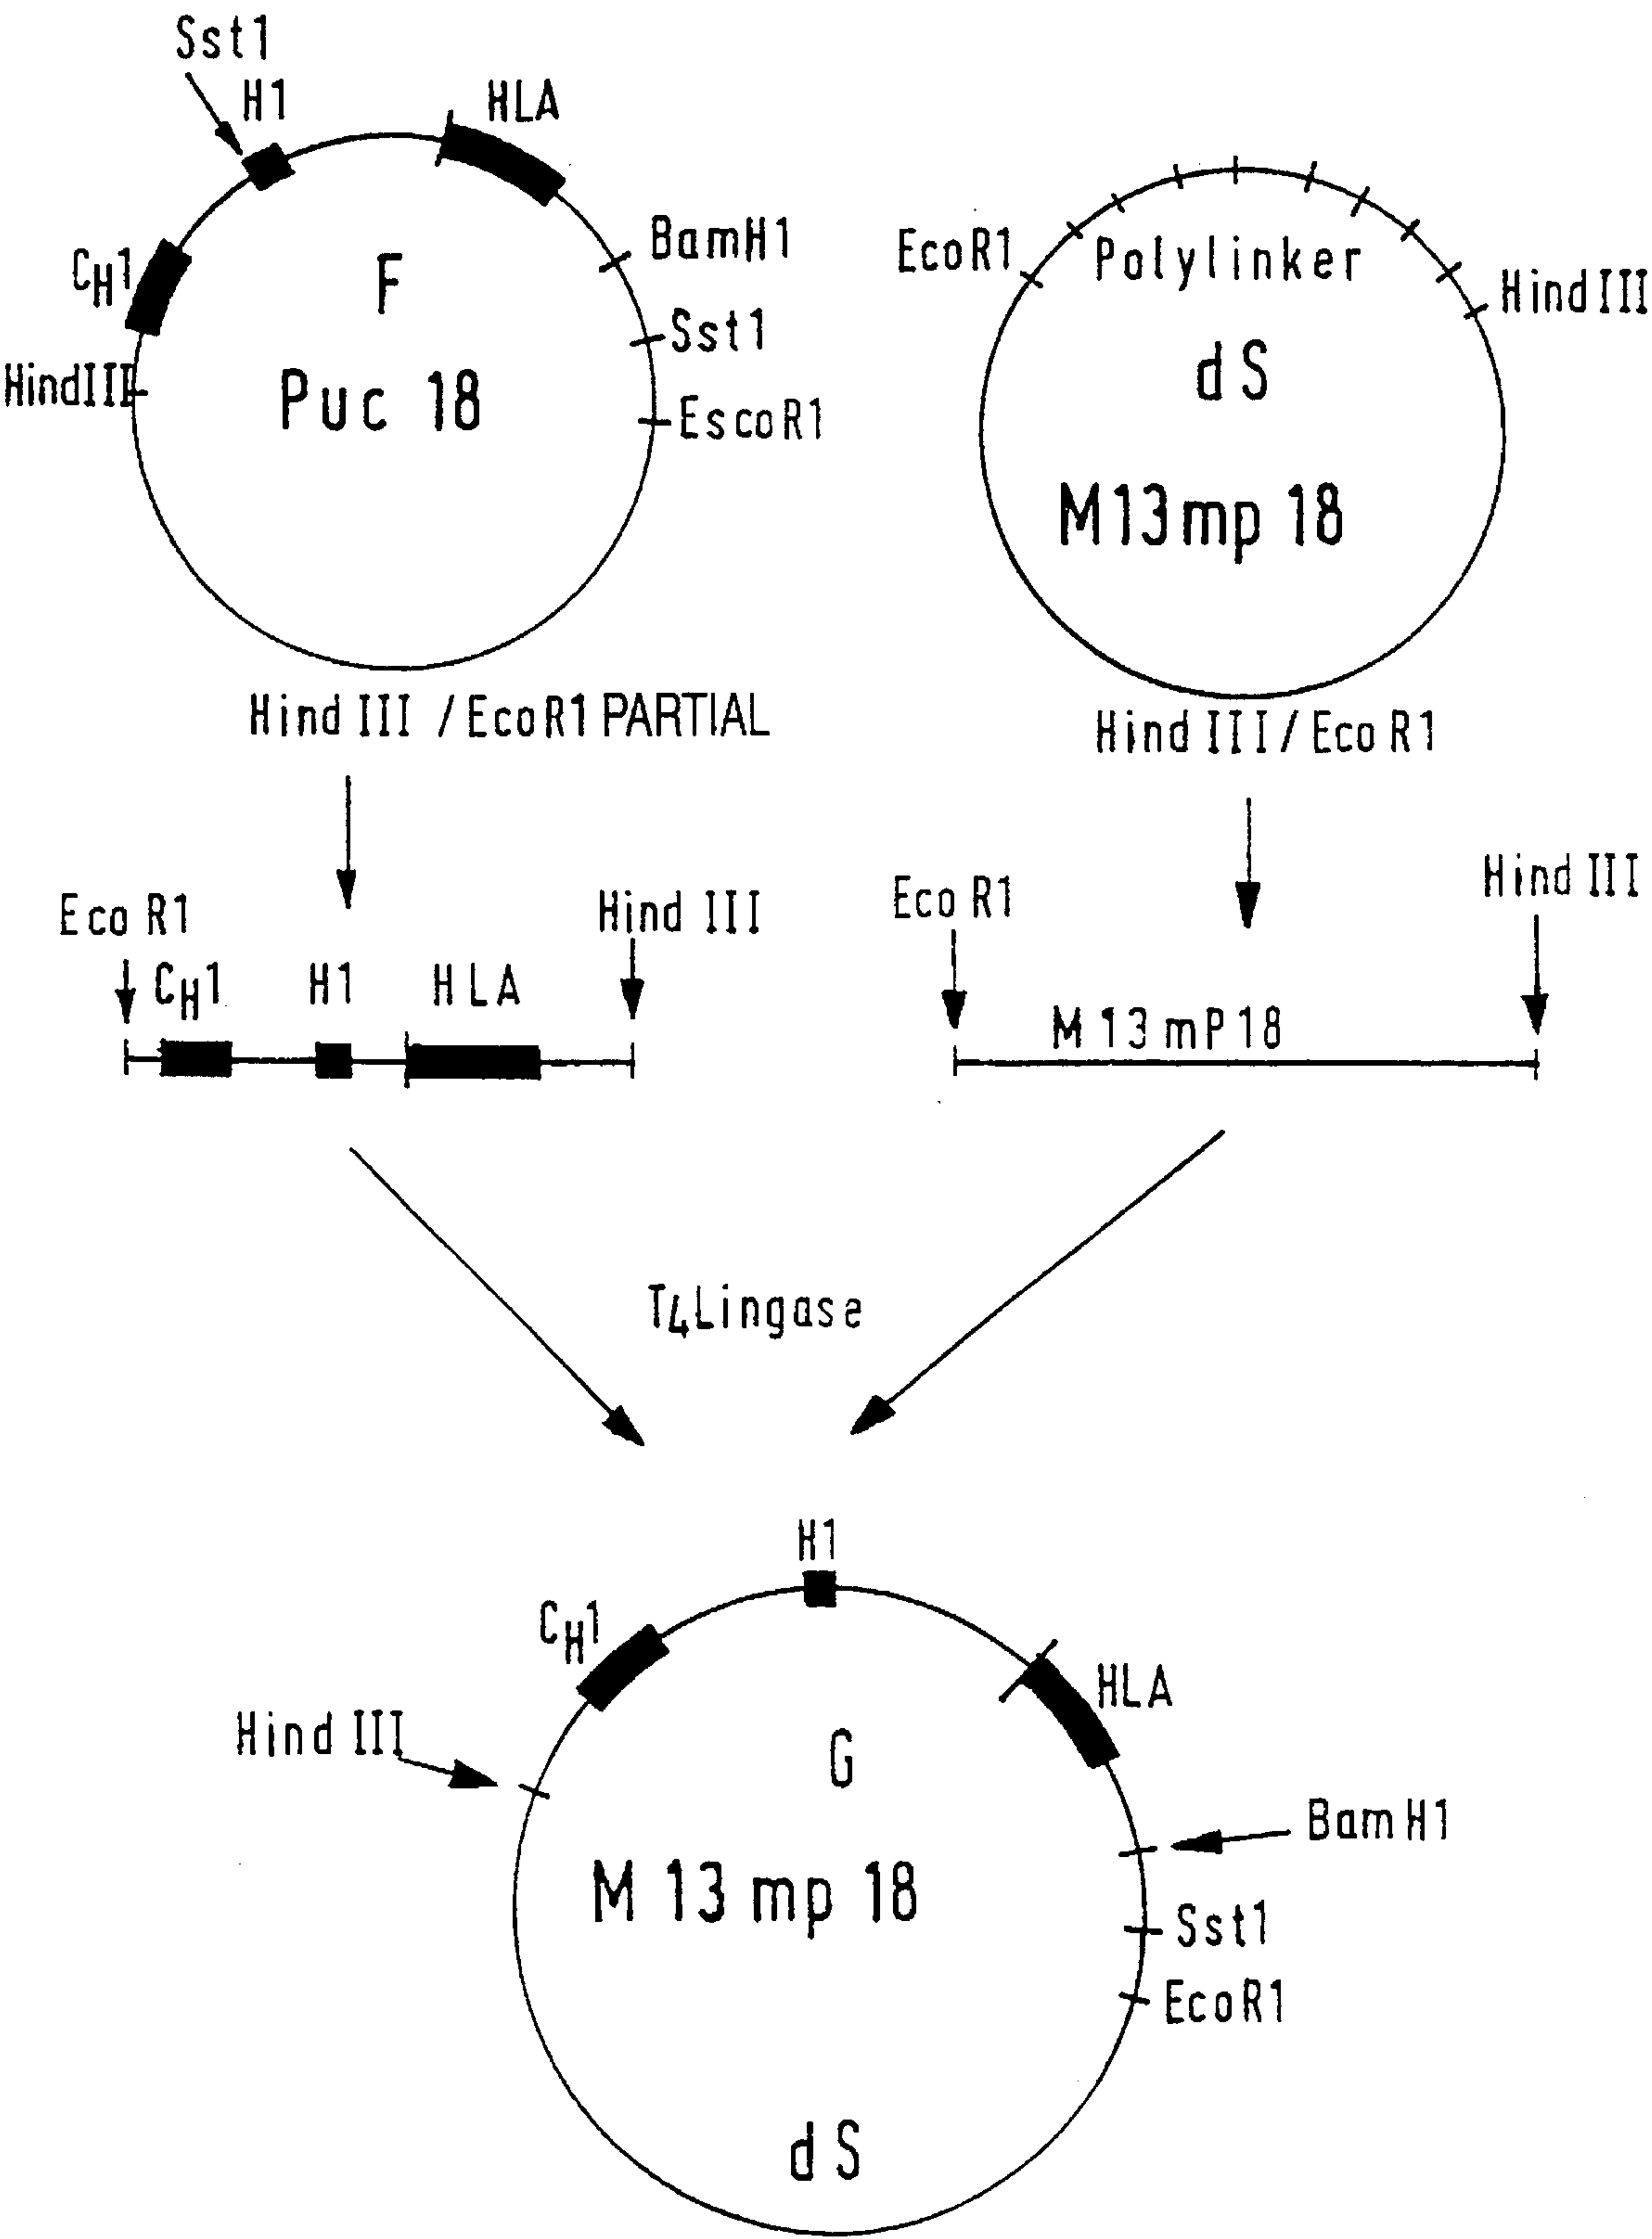 Sst1
H1
HLA
CH1
F
BamH1
Sst1
HindIII
Puc 18
EscoR1
EcoR1
Polylinker
HindIII
dS
M13mp 18
Hind III / EcoR1 PARTIAL
Hind III / Eco R1
Eco R1
Hind III
CH1
H1
HLA
Eco R1
Hind III
M 13 mP 18
T4Lingase
H1
CH1
HLA
Hind III
G
BamH1
M 13 mp 18
Sst1
EcoR1
dS